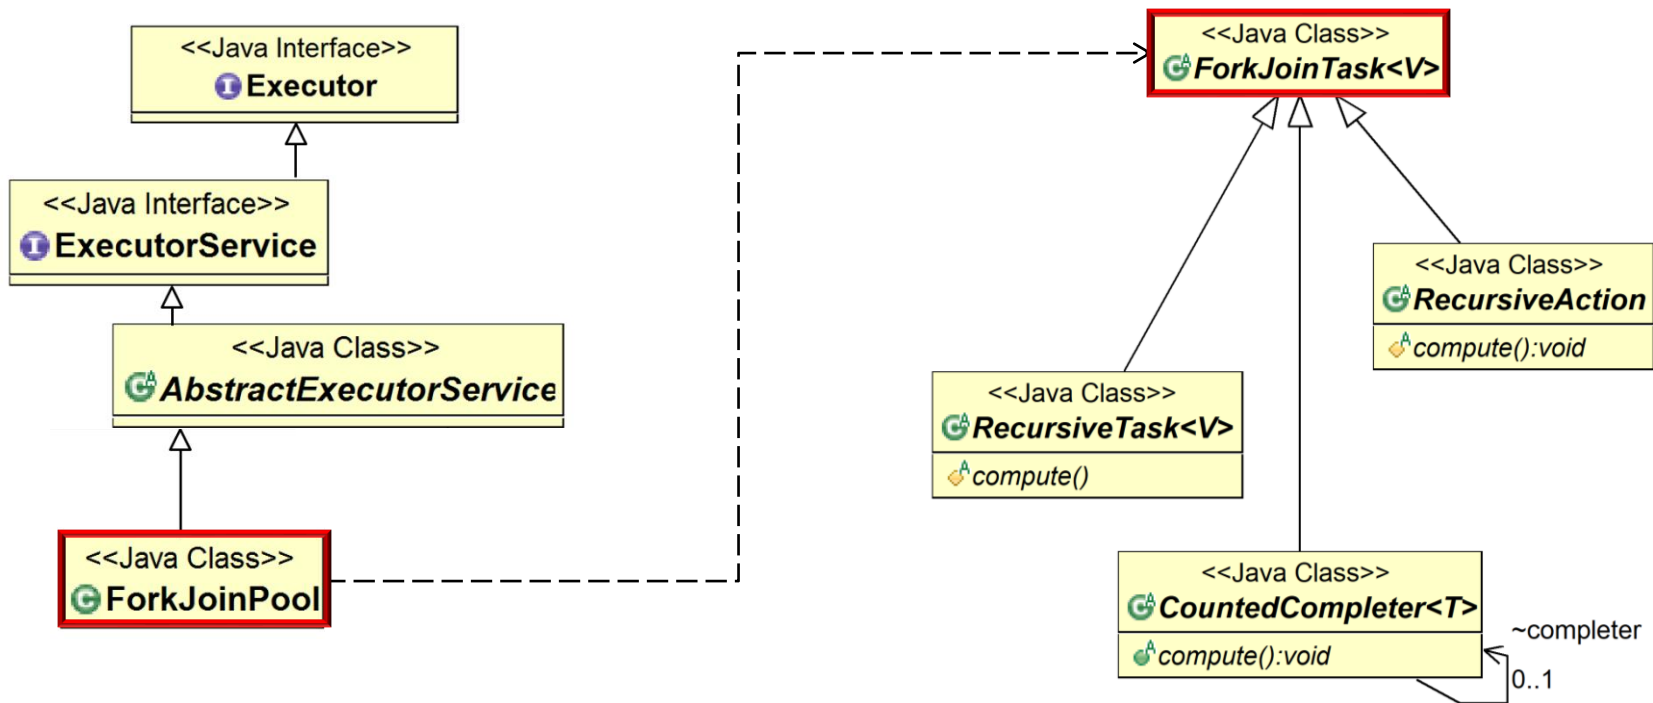 <<Java Interface>>
Executor
<<Java Interface>>
ExecutorService
<<Java Class>>
AbstractExecutorService
<<Java Class>>
ForkJoinPool
<<Java Class>>
ForkJoinTask<V>
<<Java Class>>
RecursiveAction
compute():void
<<Java Class>>
RecursiveTask<V>
compute()
<<Java Class>>
CountedCompleter<T>
compute():void
~completer
0..1